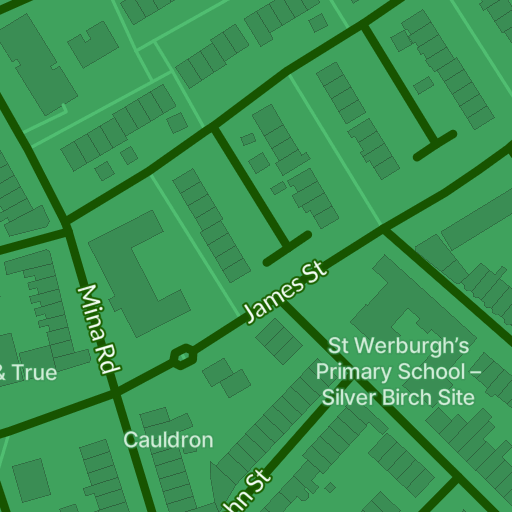 James St
Mina Rd
St Werburgh’s
Primary School –
Silver Birch Site
& True
Cauldron
hn St